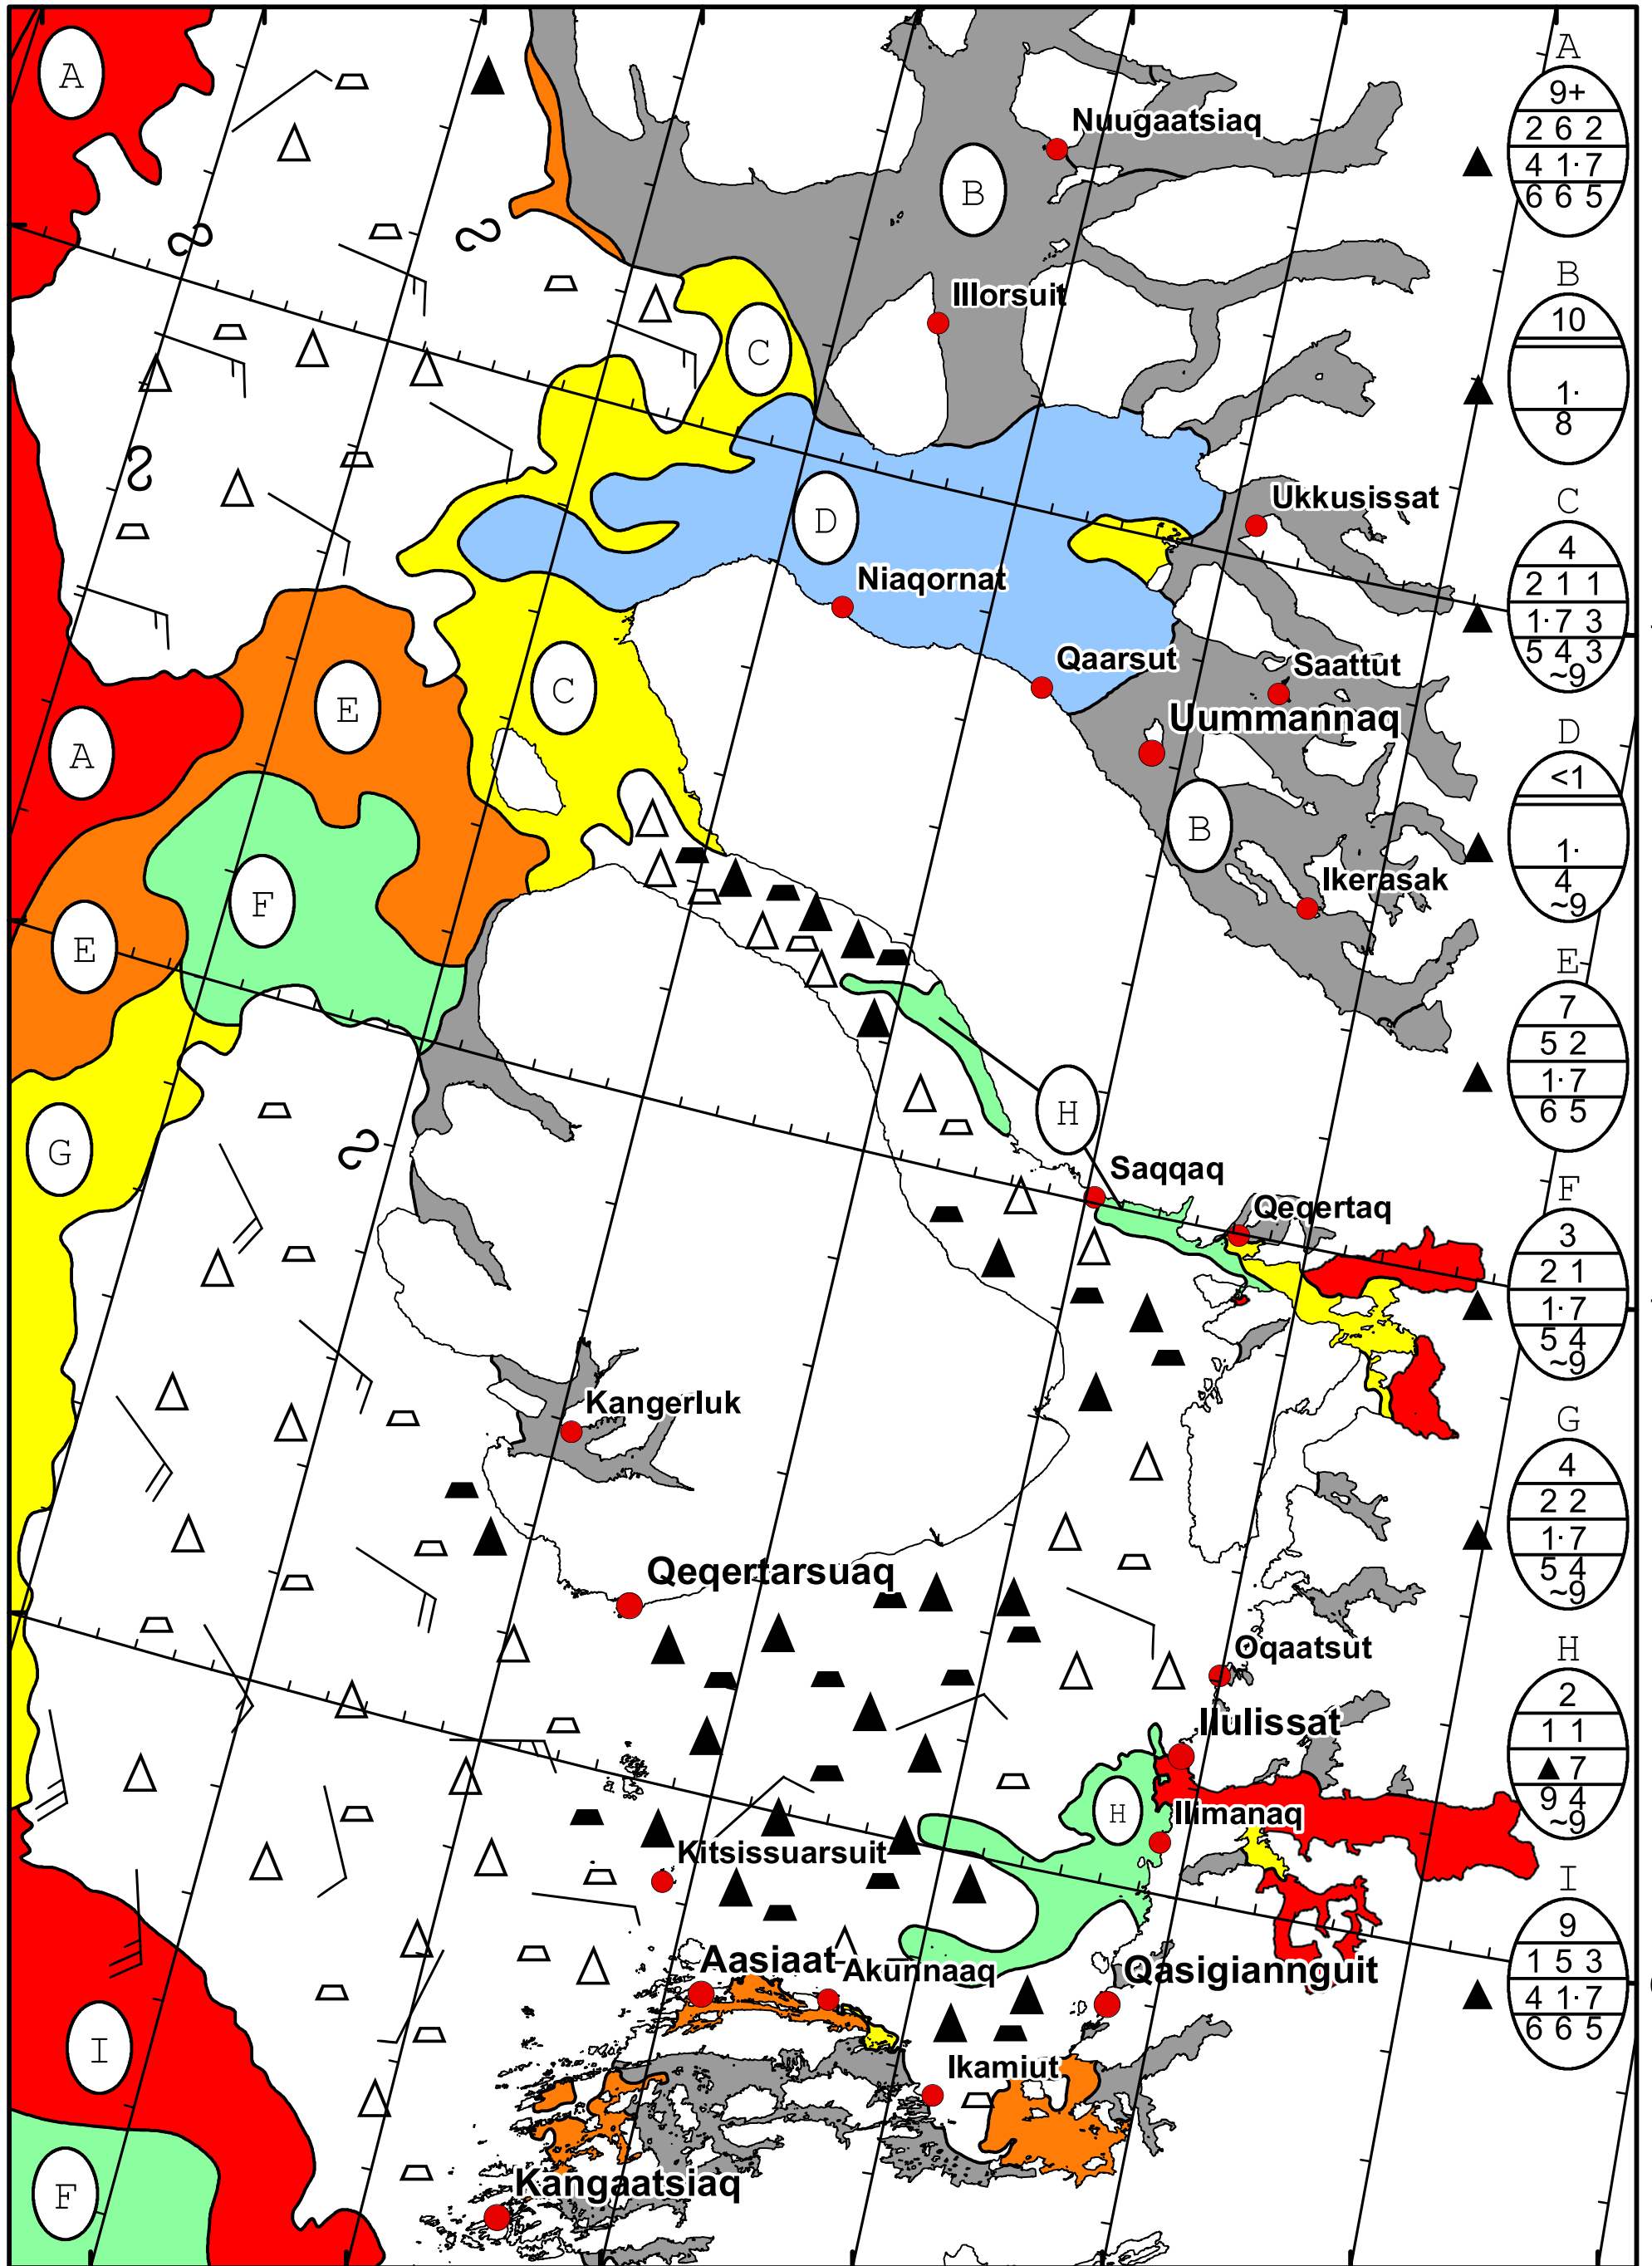 A
A
9+
2 6 2
4 1· 7
6 6 5
Nuugaatsiaq
B
Illorsuit
B
10
1·
8
C
Ukkusissat
C
4
2 1 1
1· 7 3
5 4 3
~9
D
Niaqornat
Qaarsut
Saattut
Uummannaq
C
E
A
D
<1
1·
4
~9
B
Ikerasak
F
E
E
7
5 2
1· 7
6 5
H
G
Saqqaq
Qeqertaq
F
3
2 1
1· 7
5 4
~9
Kangerluk
G
4
2 2
1· 7
5 4
~9
Qeqertarsuaq
Oqaatsut
H
2
1 1
▲ 7
9 4
~9
Ilulissat
H
Ilimanaq
Kitsissuarsuit
I
9
1 5 3
4 1· 7
6 6 5
Aasiaat
Akunnaaq
Qasigiannguit
I
Ikamiut
Kangaatsiaq
F